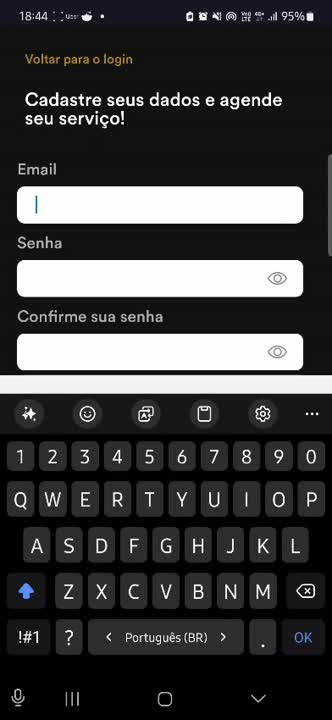 18:44 Uber 95%
Voltar para o login
Cadastre seus dados e agende
seu serviço!
Email
Senha
Confirme sua senha
1 2 3 4 5 6 7 8 9 0
Q W E R T Y U I O P
A S D F G H J K L
Z X C V B N M
!#1 ? < Português (BR) > . OK